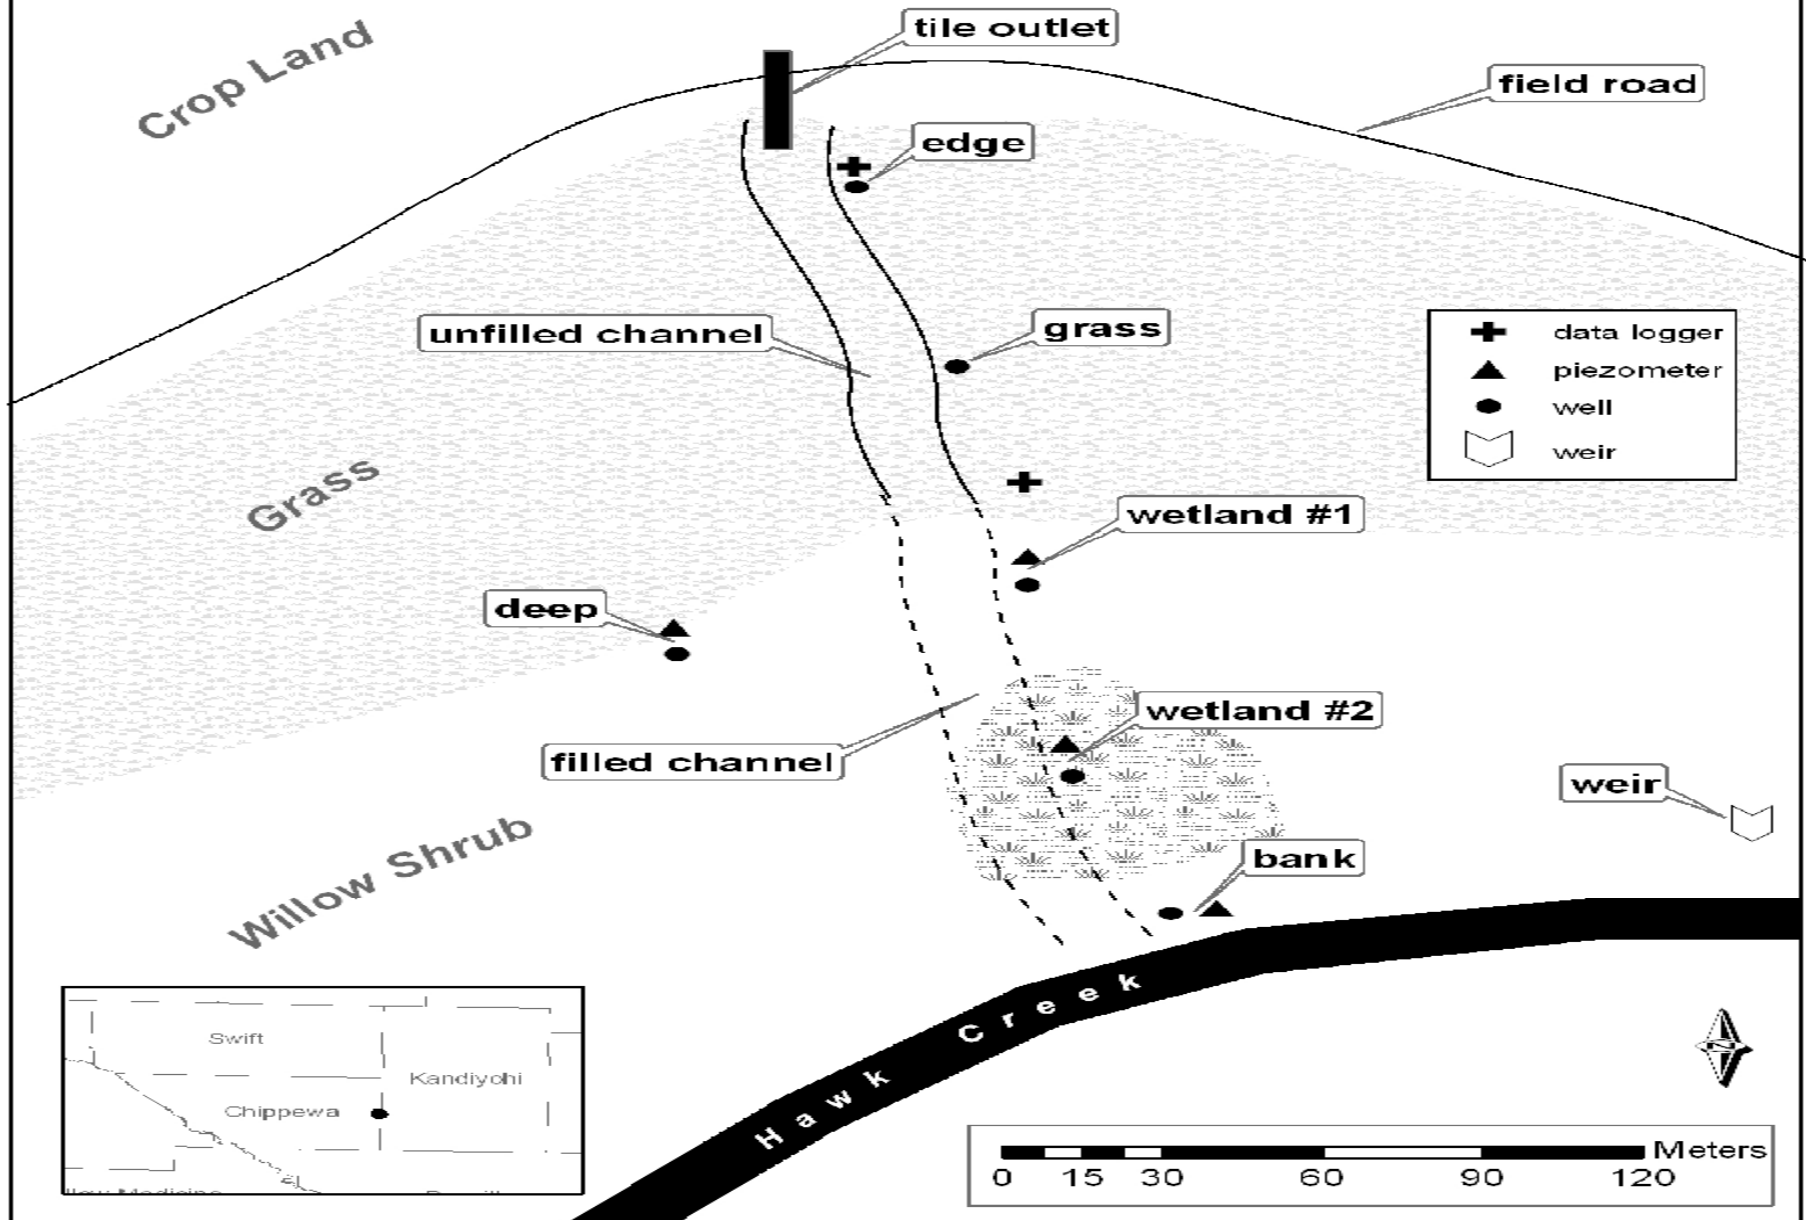 tile outlet
Crop Land
field road
edge
unfilled channel
grass
data logger
piezometer
well
weir
Grass
wetland #1
deep
wetland #2
filled channel
weir
Willow Shrub
bank
Hawk Creek
Swift
Kandiyohi
Chippewa
N
Meters
0 15 30 60 90 120